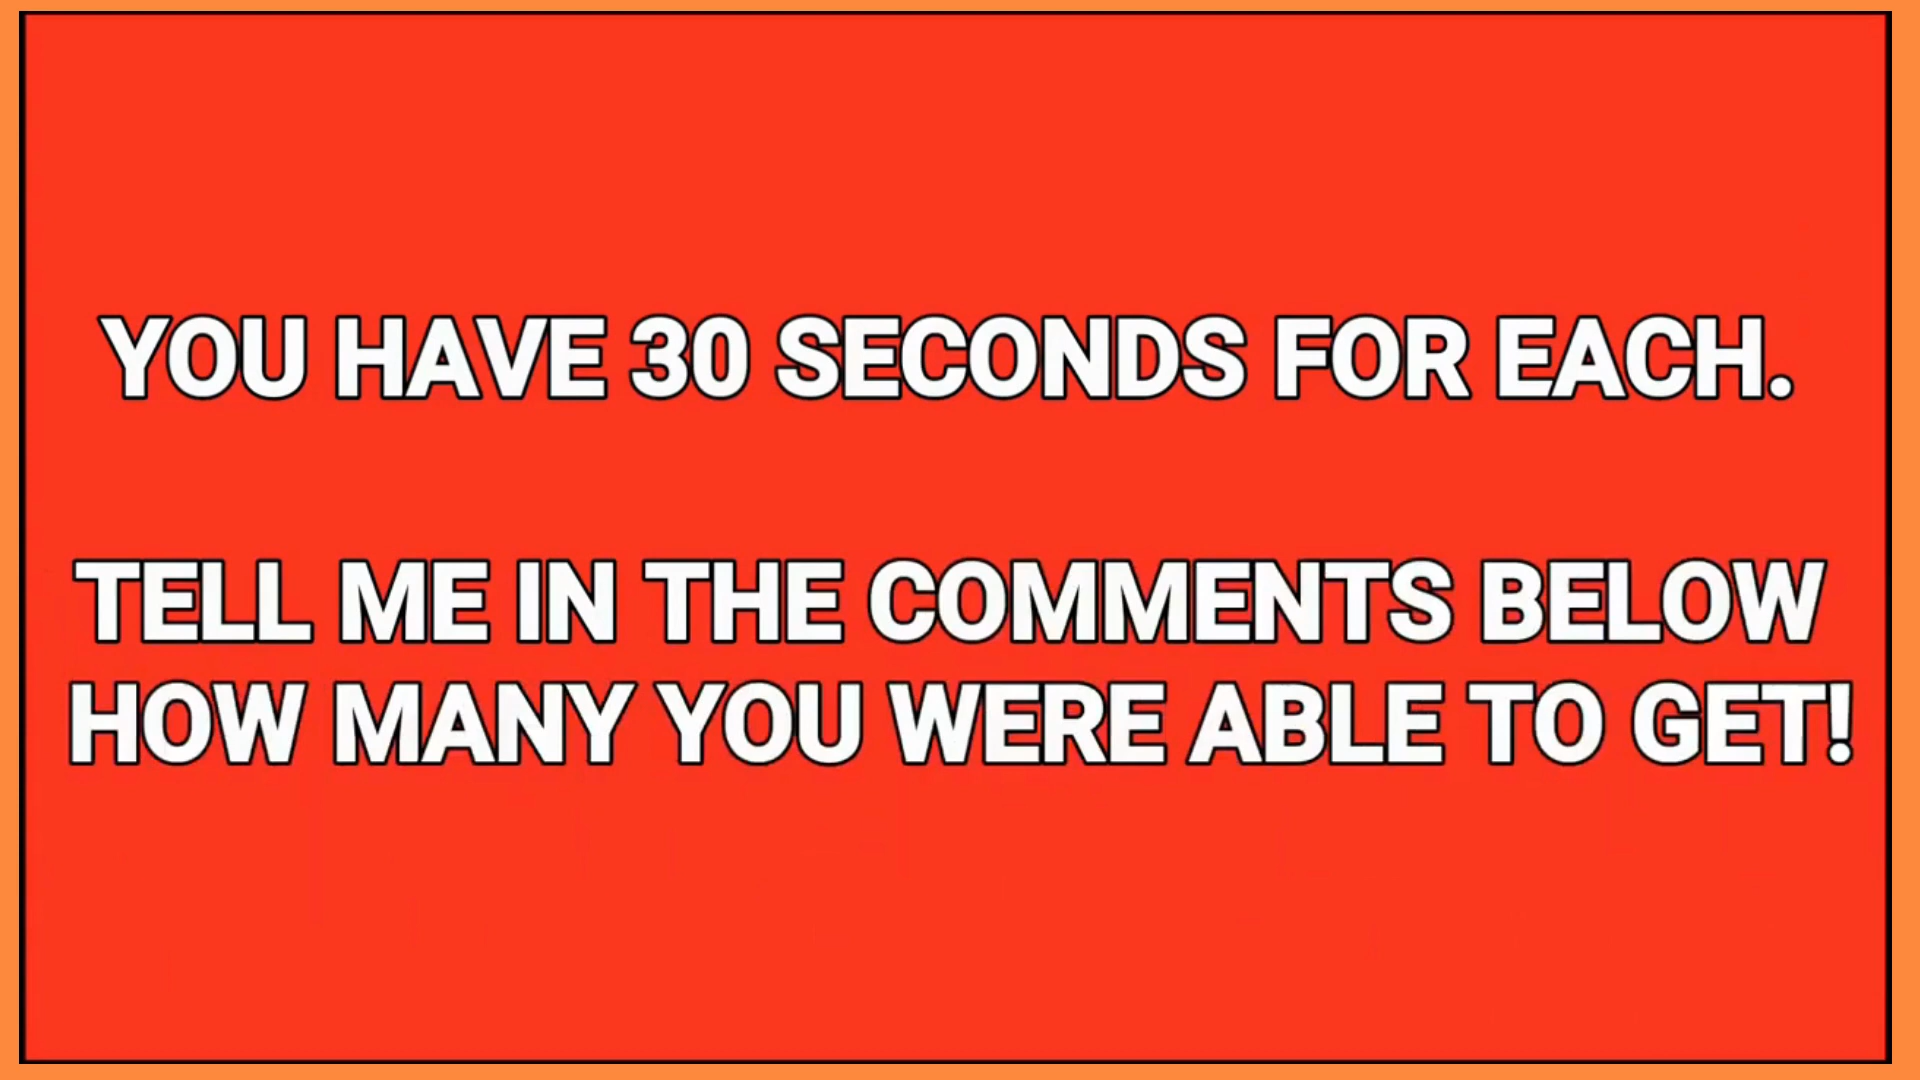 YOU HAVE 30 SECONDS FOR EACH.
TELL ME IN THE COMMENTS BELOW
HOW MANY YOU WERE ABLE TO GET!